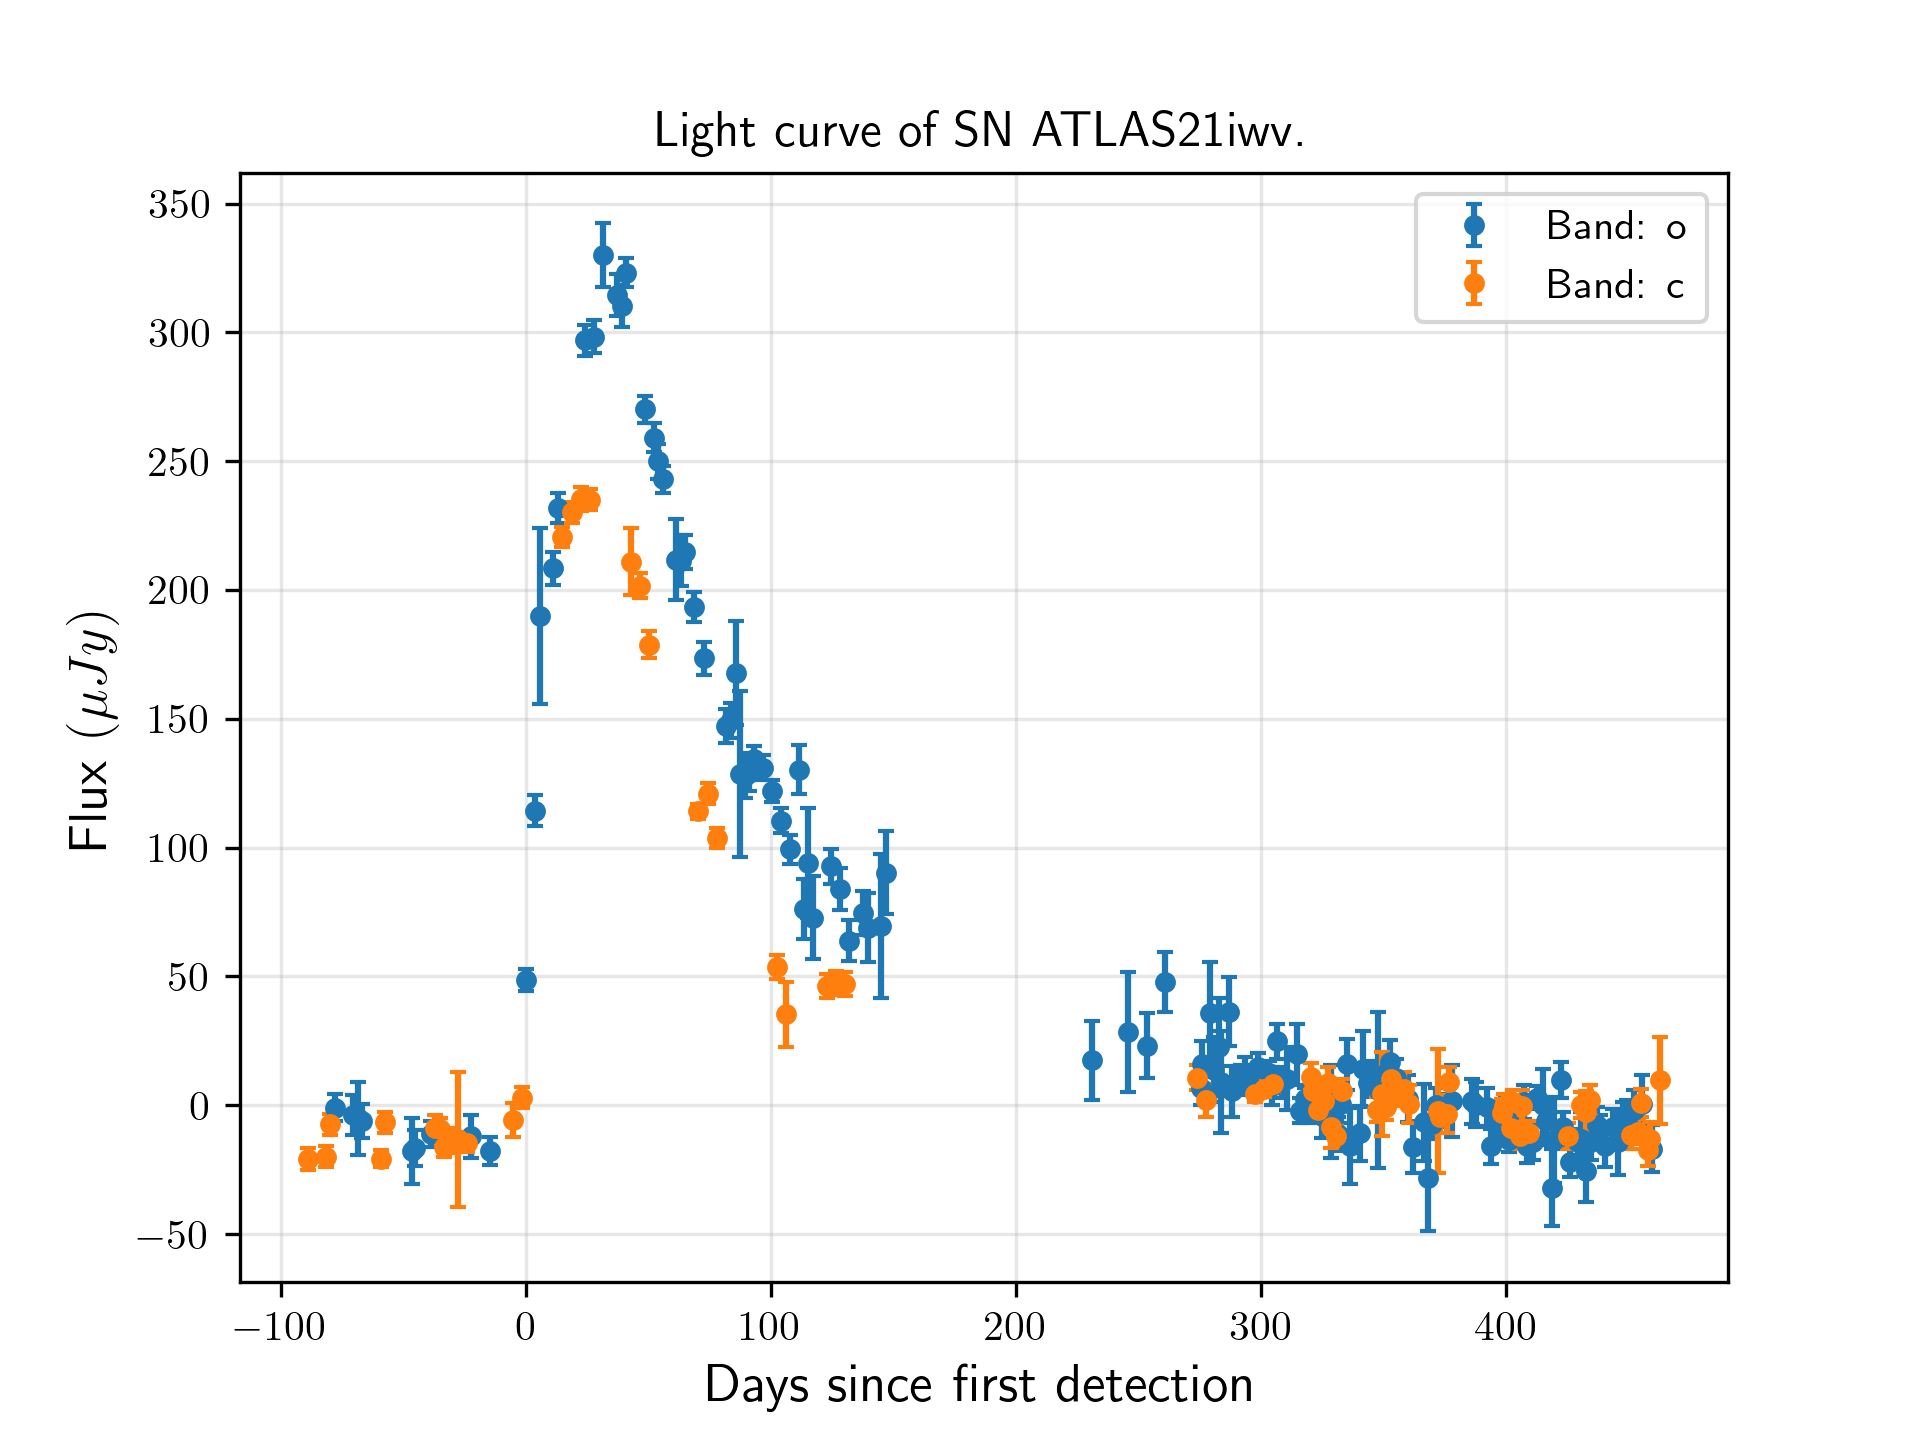 Light curve of SN ATLAS21iwv.
350
300
250
200
150
100
50
0
−50
Flux (μJy)
Band: o
Band: c
−100 0 100 200 300 400
Days since first detection